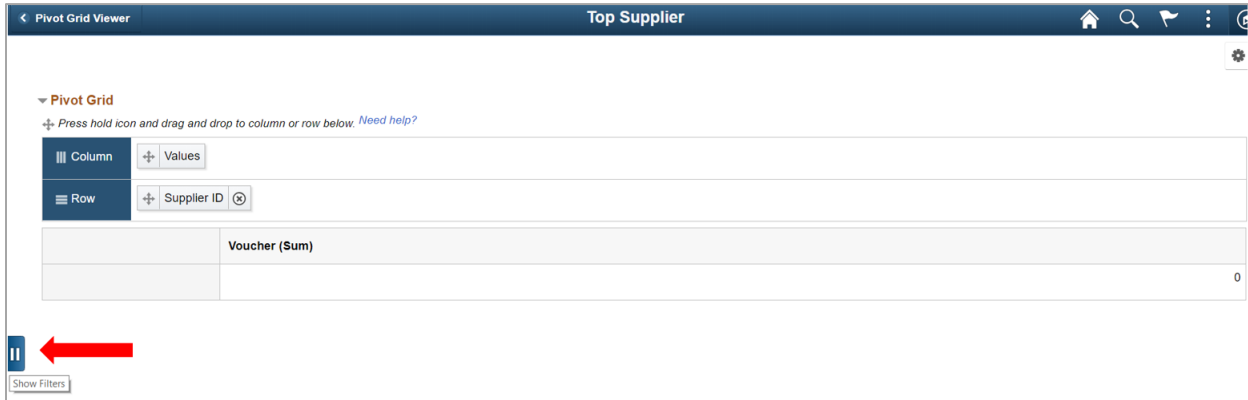 Pivot Grid Viewer
Top Supplier
Pivot Grid
Press hold icon and drag and drop to column or row below. Need help?
Column
Values
Row
Supplier ID
Voucher (Sum)
0
Show Filters